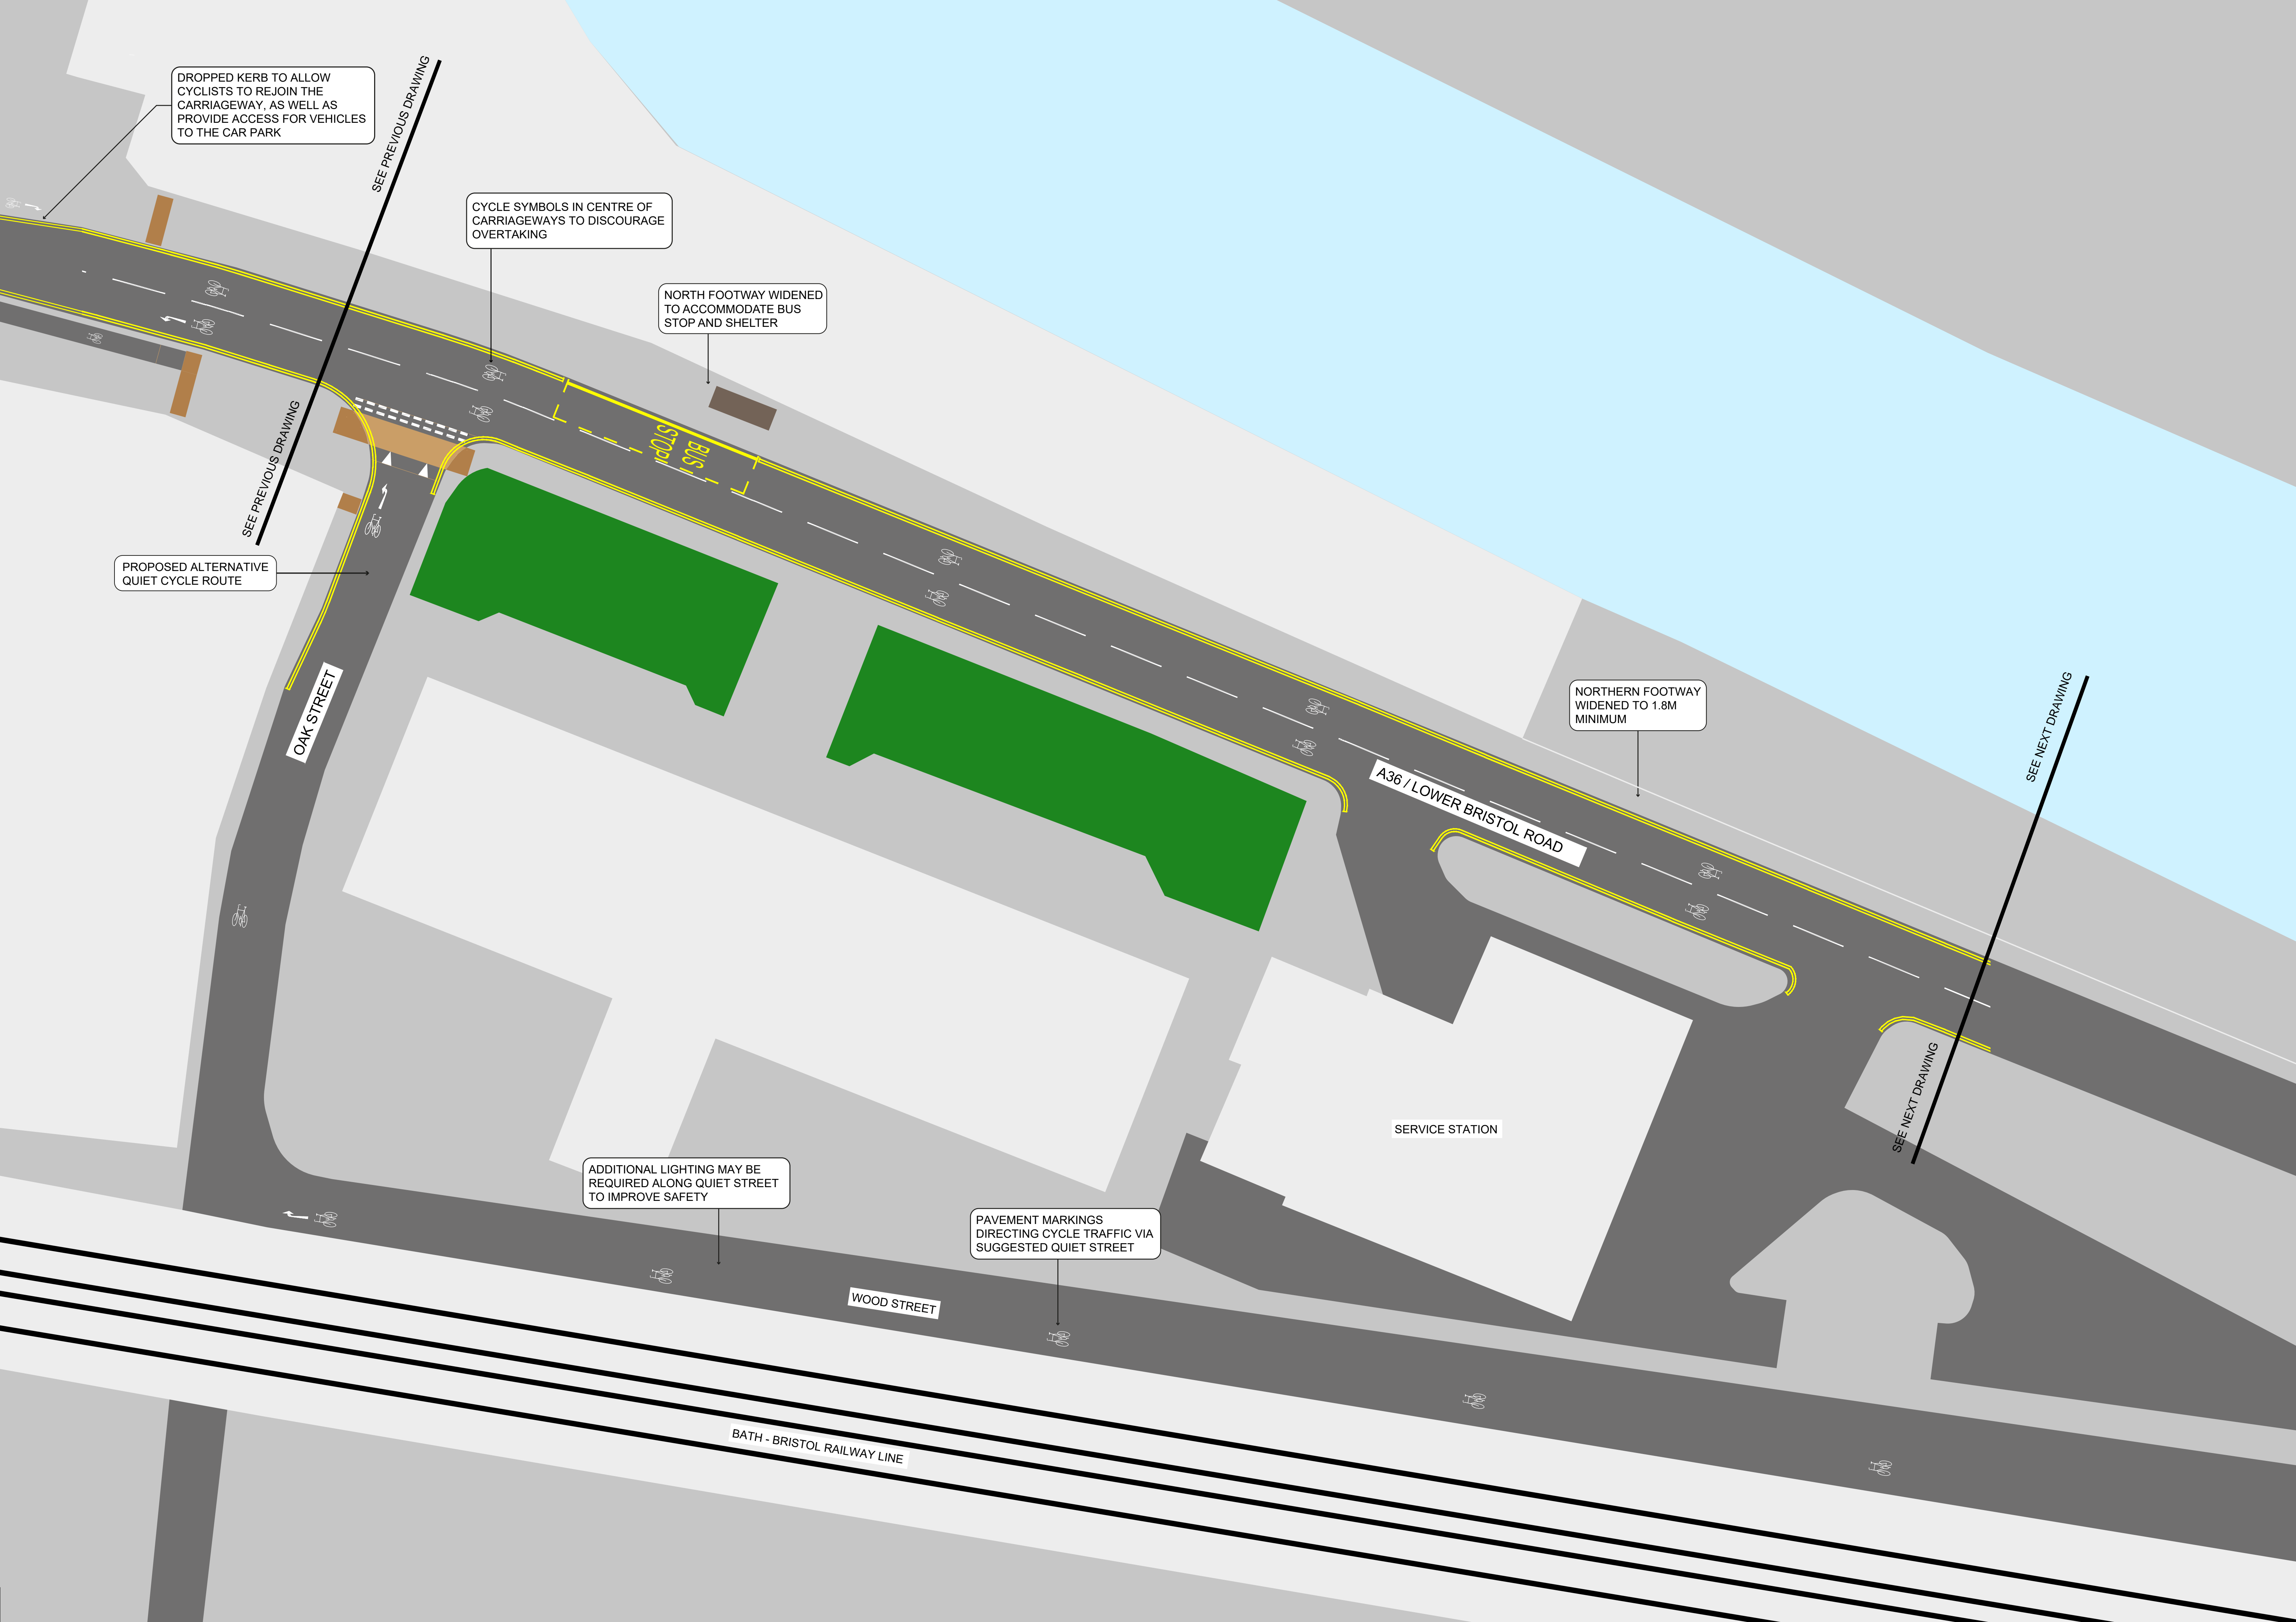 DROPPED KERB TO ALLOW
CYCLISTS TO REJOIN THE
CARRIAGEWAY, AS WELL AS
PROVIDE ACCESS FOR VEHICLES
TO THE CAR PARK
SEE PREVIOUS DRAWING
CYCLE SYMBOLS IN CENTRE OF
CARRIAGEWAYS TO DISCOURAGE
OVERTAKING
NORTH FOOTWAY WIDENED
TO ACCOMMODATE BUS
STOP AND SHELTER
BUS
STOP
SEE PREVIOUS DRAWING
PROPOSED ALTERNATIVE
QUIET CYCLE ROUTE
OAK STREET
NORTHERN FOOTWAY
WIDENED TO 1.8M
MINIMUM
SEE NEXT DRAWING
A36 / LOWER BRISTOL ROAD
SEE NEXT DRAWING
SERVICE STATION
ADDITIONAL LIGHTING MAY BE
REQUIRED ALONG QUIET STREET
TO IMPROVE SAFETY
PAVEMENT MARKINGS
DIRECTING CYCLE TRAFFIC VIA
SUGGESTED QUIET STREET
WOOD STREET
BATH - BRISTOL RAILWAY LINE